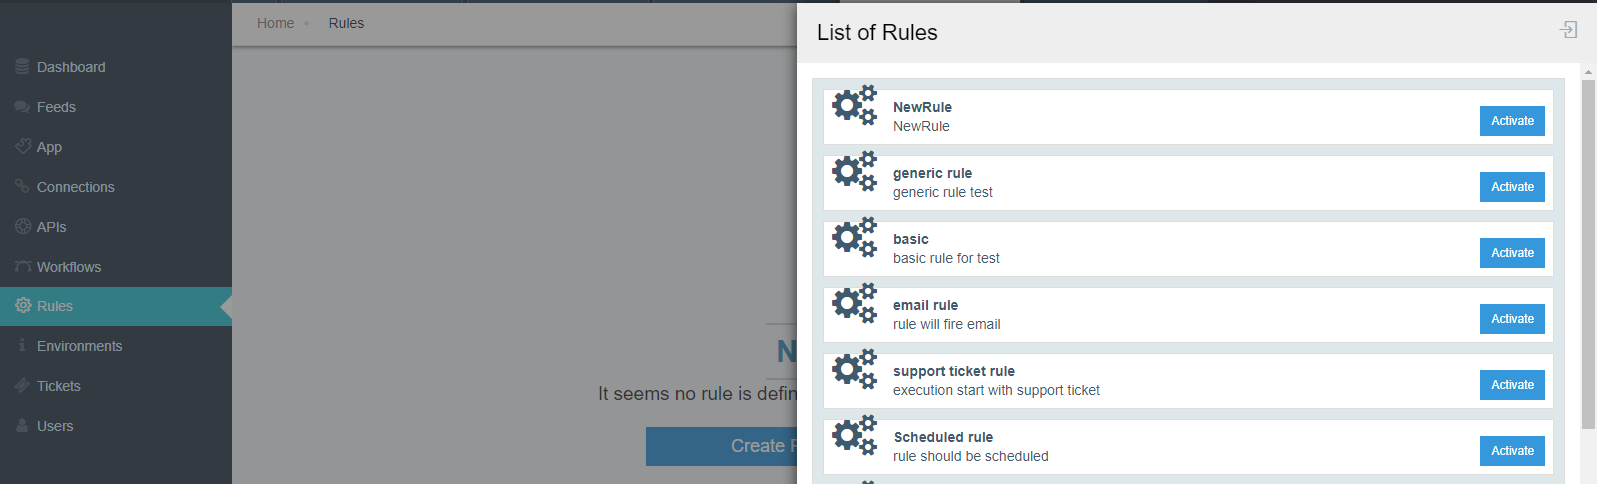 Home
Rules
List of Rules
Dashboard
Feeds
App
Connections
APIs
Workflows
Rules
Environments
Tickets
Users
It seems no rule is defin
Create
NewRule
NewRule
Activate
generic rule
generic rule test
Activate
basic
basic rule for test
Activate
email rule
rule will fire email
Activate
support ticket rule
execution start with support ticket
Activate
Scheduled rule
rule should be scheduled
Activate